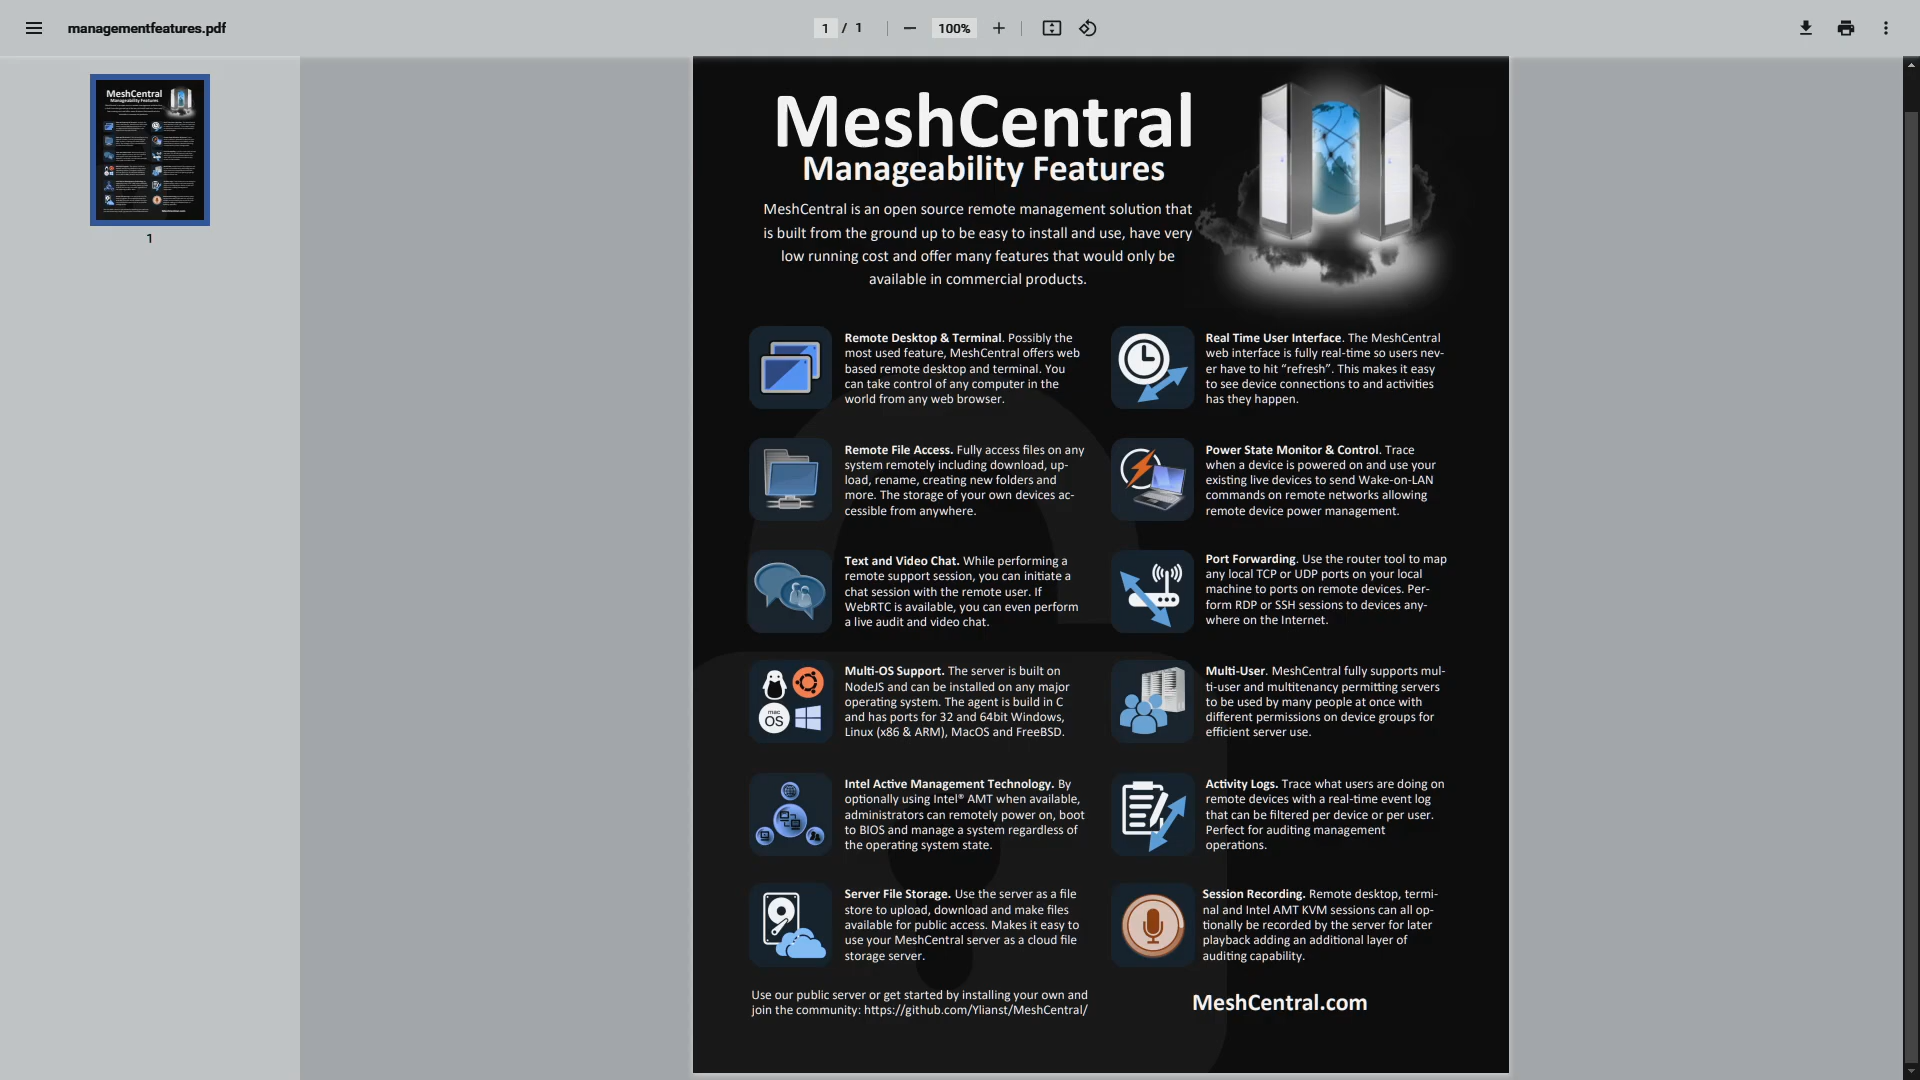 managementfeatures.pdf
1 / 1
100%
MeshCentral
Manageability Features
MeshCentral is an open source remote management solution that
is built from the ground up to be easy to install and use, have very
low running cost and offer many features that would only be
available in commercial products.
Remote Desktop & Terminal. Possibly the
most used feature, MeshCentral offers web
based remote desktop and terminal. You
can take control of any computer in the
world from any web browser.
Real Time User Interface. The MeshCentral
web interface is fully real-time so users nev-
er have to hit “refresh”. This makes it easy
to see device connections to and activities
has they happen.
Remote File Access. Fully access files on any
system remotely including download, up-
load, rename, creating new folders and
more. The storage of your own devices ac-
cessible from anywhere.
Power State Monitor & Control. Trace
when a device is powered on and use your
existing live devices to send Wake-on-LAN
commands on remote networks allowing
remote device power management.
Text and Video Chat. While performing a
remote support session, you can initiate a
chat session with the remote user. If
WebRTC is available, you can even perform
a live audit and video chat.
Port Forwarding. Use the router tool to map
any local TCP or UDP ports on your local
machine to ports on remote devices. Per-
form RDP or SSH sessions to devices any-
where on the Internet.
mac
OS
Multi-OS Support. The server is built on
NodeJS and can be installed on any major
operating system. The agent is build in C
and has ports for 32 and 64bit Windows,
Linux (x86 & ARM), MacOS and FreeBSD.
Multi-User. MeshCentral fully supports mul-
ti-user and multitenancy permitting servers
to be used by many people at once with
different permissions on device groups for
efficient server use.
Intel Active Management Technology. By
optionally using Intel® AMT when available,
administrators can remotely power on, boot
to BIOS and manage a system regardless of
the operating system state.
Activity Logs. Trace what users are doing on
remote devices with a real-time event log
that can be filtered per device or per user.
Perfect for auditing management
operations.
Server File Storage. Use the server as a file
store to upload, download and make files
available for public access. Makes it easy to
use your MeshCentral server as a cloud file
storage server.
Session Recording. Remote desktop, termi-
nal and Intel AMT KVM sessions can all op-
tionally be recorded by the server for later
playback adding an additional layer of
auditing capability.
Use our public server or get started by installing your own and
join the community: https://github.com/Ylianst/MeshCentral/
MeshCentral.com
MeshCentral
Manageability Features
1